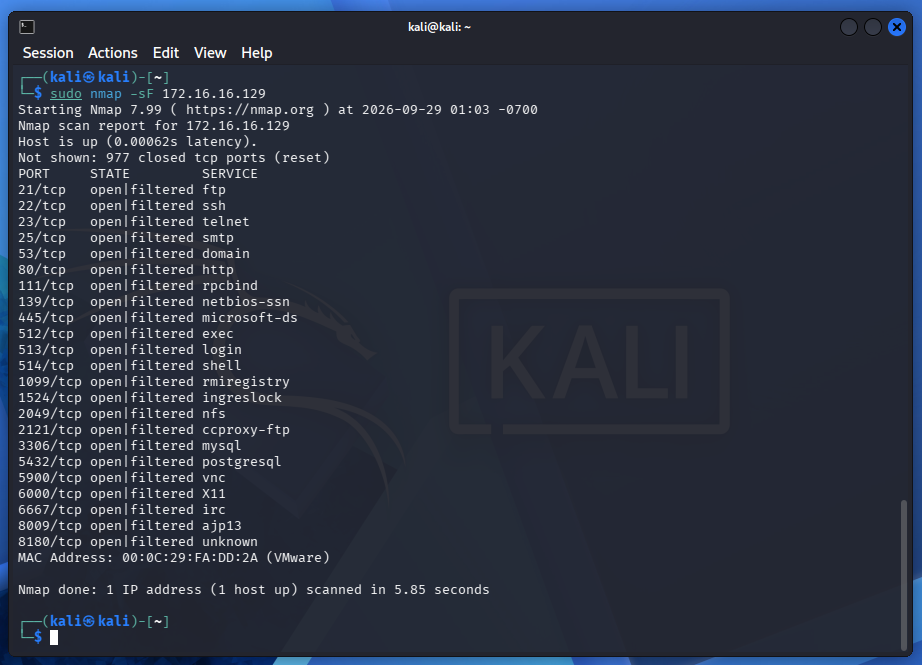 kali@kali: ~
Session Actions Edit View Help
┌──(kali㉿kali)-[~]
└─$ sudo nmap -sF 172.16.16.129
Starting Nmap 7.99 ( https://nmap.org ) at 2026-09-29 01:03 -0700
Nmap scan report for 172.16.16.129
Host is up (0.00062s latency).
Not shown: 977 closed tcp ports (reset)
PORT     STATE         SERVICE
21/tcp   open|filtered ftp
22/tcp   open|filtered ssh
23/tcp   open|filtered telnet
25/tcp   open|filtered smtp
53/tcp   open|filtered domain
80/tcp   open|filtered http
111/tcp  open|filtered rpcbind
139/tcp  open|filtered netbios-ssn
445/tcp  open|filtered microsoft-ds
512/tcp  open|filtered exec
513/tcp  open|filtered login
514/tcp  open|filtered shell
1099/tcp open|filtered rmiregistry
1524/tcp open|filtered ingreslock
2049/tcp open|filtered nfs
2121/tcp open|filtered ccproxy-ftp
3306/tcp open|filtered mysql
5432/tcp open|filtered postgresql
5900/tcp open|filtered vnc
6000/tcp open|filtered X11
6667/tcp open|filtered irc
8009/tcp open|filtered ajp13
8180/tcp open|filtered unknown
MAC Address: 00:0C:29:FA:DD:2A (VMware)
Nmap done: 1 IP address (1 host up) scanned in 5.85 seconds
┌──(kali㉿kali)-[~]
└─$
KALI